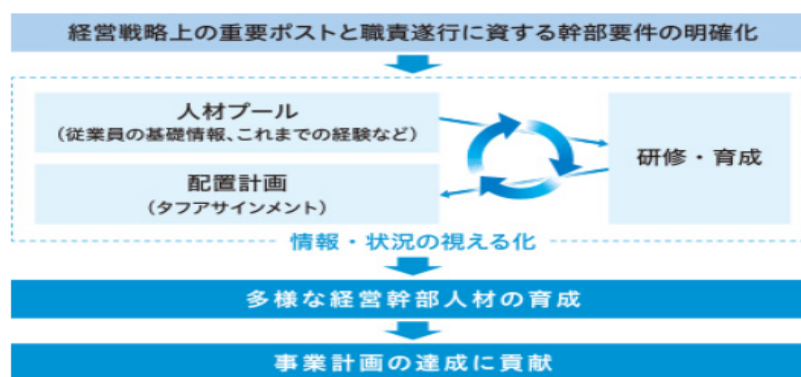 経営戦略上の重要ポストと職責遂行に資する幹部要件の明確化
人材プール
（従業員の基礎情報、これまでの経験など）
配置計画
（タフアサインメント）
研修・育成
情報・状況の視える化
多様な経営幹部人材の育成
事業計画の達成に貢献